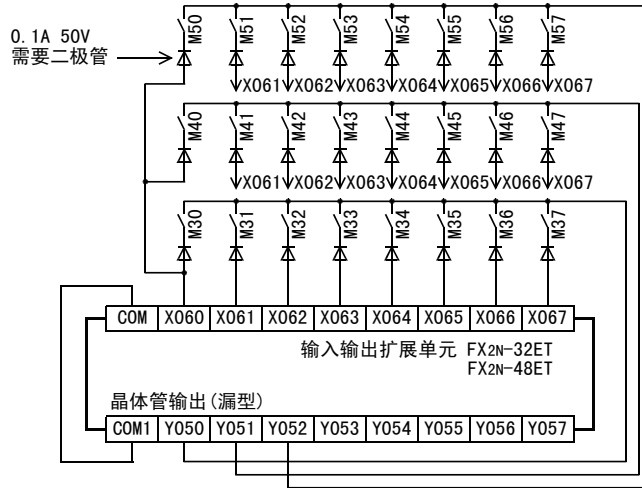 0.1A 50V
需要二极管
M50 M51 M52 M53 M54 M55 M56 M57
X061 X062 X063 X064 X065 X066 X067
M40 M41 M42 M43 M44 M45 M46 M47
X061 X062 X063 X064 X065 X066 X067
M30 M31 M32 M33 M34 M35 M36 M37
COM X060 X061 X062 X063 X064 X065 X066 X067
输入输出扩展单元 FX2N-32ET
FX2N-48ET
晶体管输出(漏型)
COM1 Y050 Y051 Y052 Y053 Y054 Y055 Y056 Y057